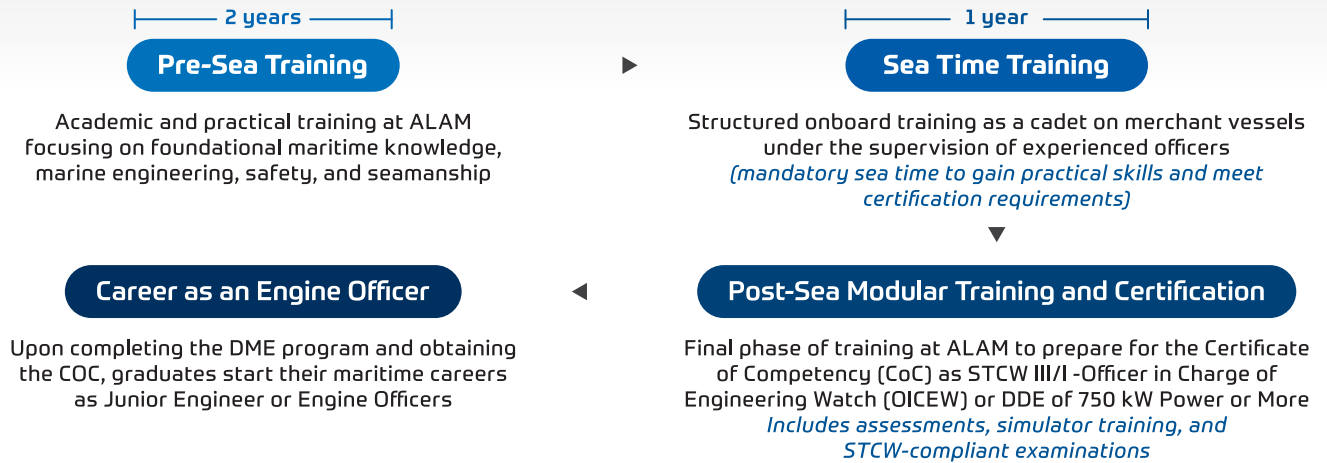 2 years
Pre-Sea Training
Academic and practical training at ALAM
focusing on foundational maritime knowledge,
marine engineering, safety, and seamanship
1 year
Sea Time Training
Structured onboard training as a cadet on merchant vessels
under the supervision of experienced officers
(mandatory sea time to gain practical skills and meet
certification requirements)
Post-Sea Modular Training and Certification
Final phase of training at ALAM to prepare for the Certificate
of Competency (CoC) as STCW III/I -Officer in Charge of
Engineering Watch (OICEW) or DDE of 750 kW Power or More
Includes assessments, simulator training, and
STCW-compliant examinations
Career as an Engine Officer
Upon completing the DME program and obtaining
the COC, graduates start their maritime careers
as Junior Engineer or Engine Officers